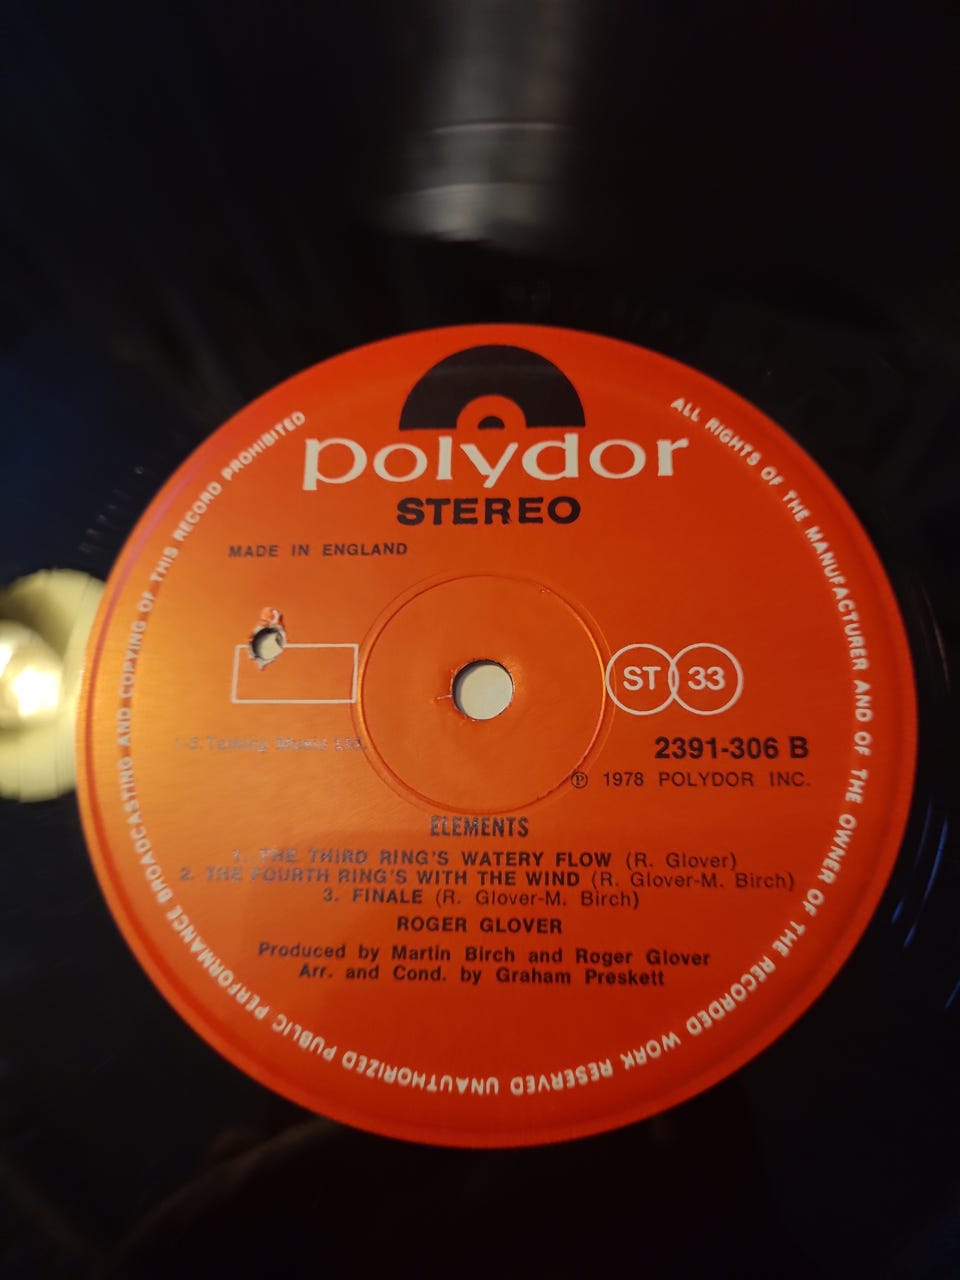 polydor
STEREO
MADE IN ENGLAND
ST 33
2391-306 B
℗ 1978 POLYDOR INC.
ELEMENTS
1. THE THIRD RING'S WATERY FLOW (R. Glover)
2. THE FOURTH RING'S WITH THE WIND (R. Glover-M. Birch)
3. FINALE (R. Glover-M. Birch)
ROGER GLOVER
Produced by Martin Birch and Roger Glover
Arr. and Cond. by Graham Preskett
ALL RIGHTS OF THE MANUFACTURER AND OF THE OWNER OF THE RECORDED WORK RESERVED UNAUTHORIZED PUBLIC PERFORMANCE BROADCASTING AND COPYING OF THIS RECORD PROHIBITED